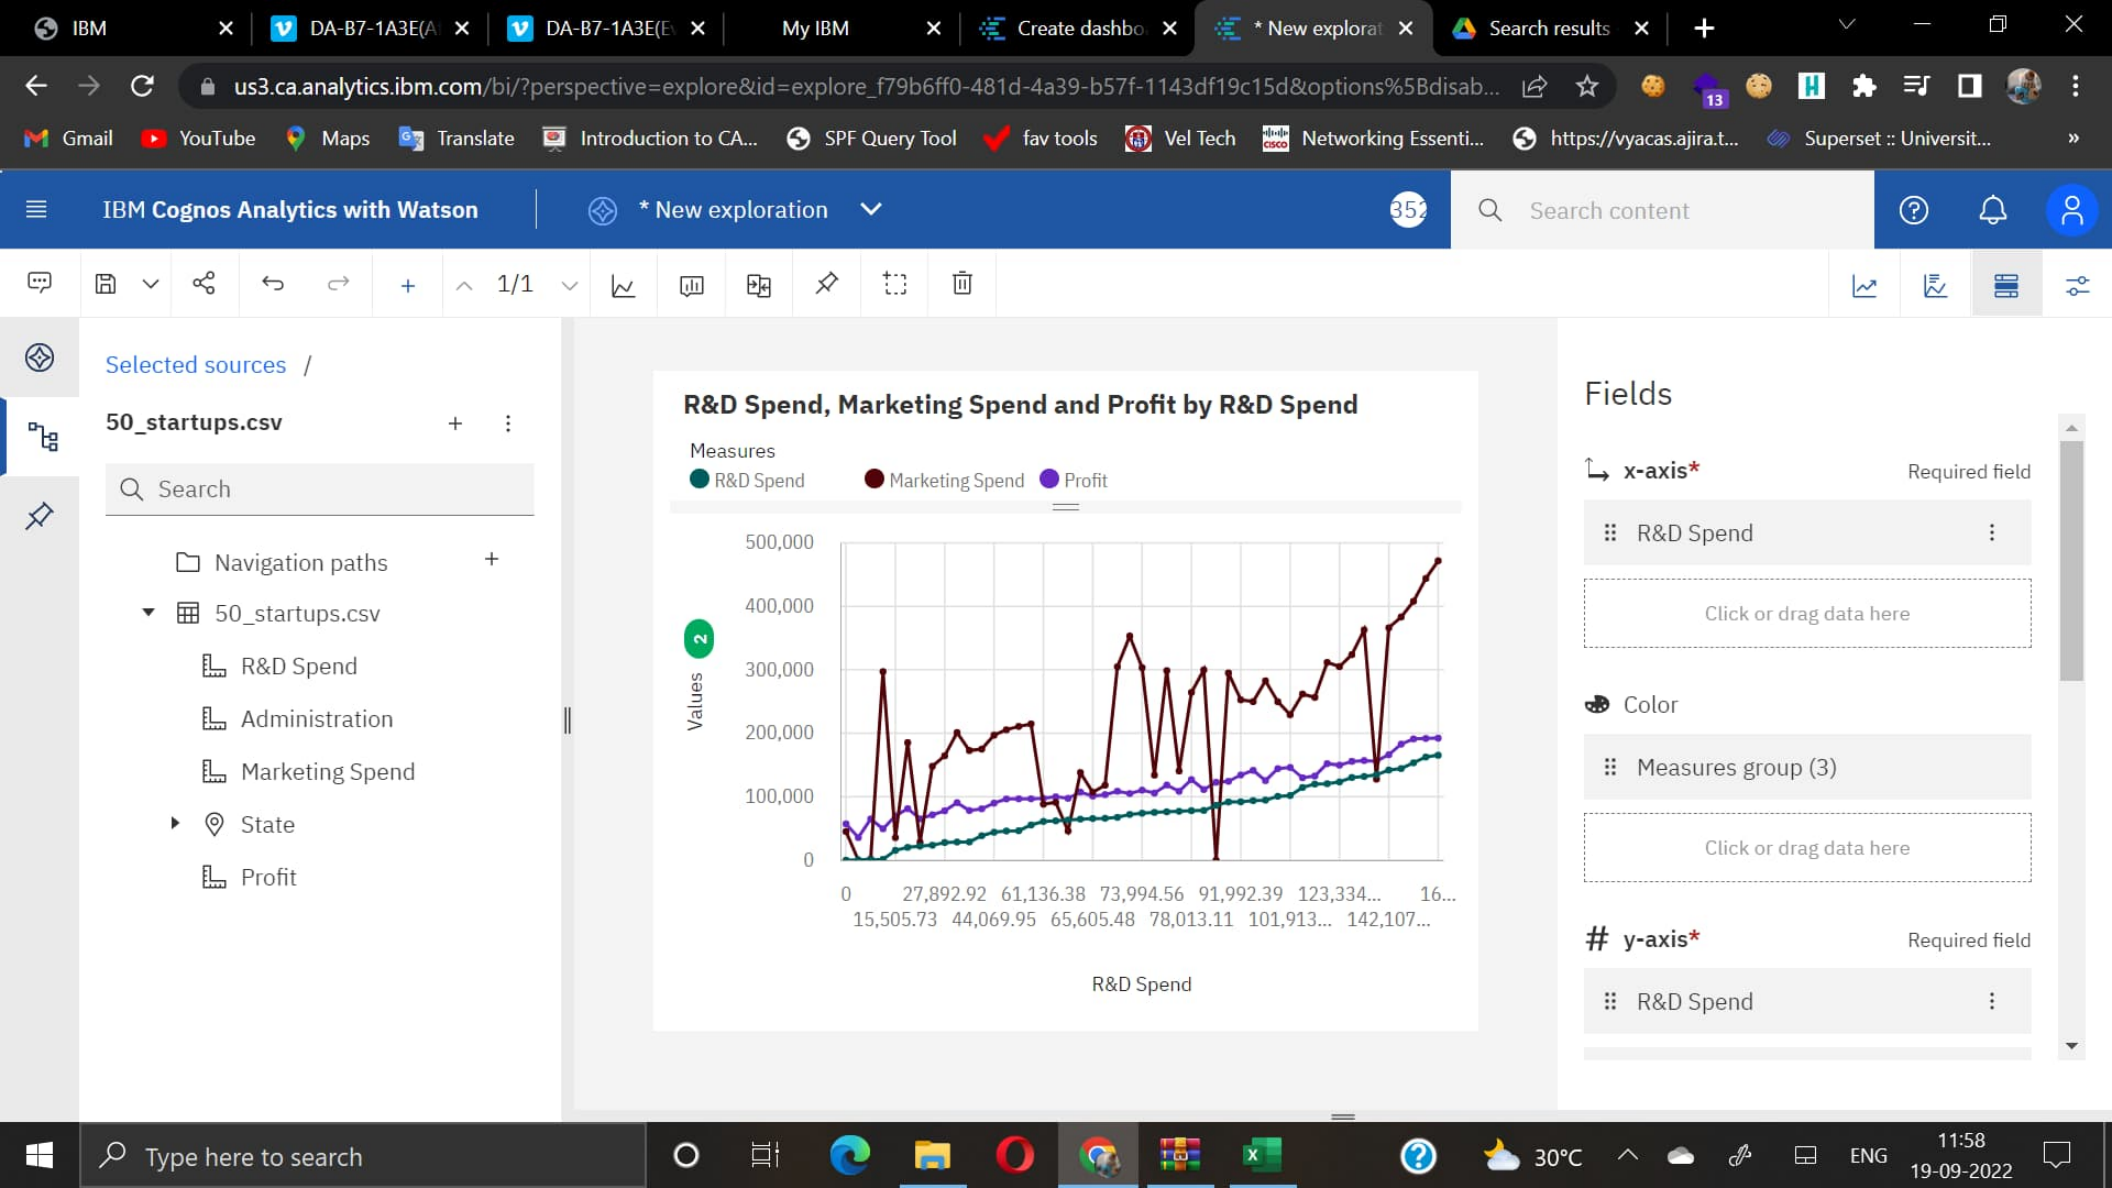 IBM
DA-B7-1A3E(A
DA-B7-1A3E(E
My IBM
Create dashbo
* New explorat
Search results
us3.ca.analytics.ibm.com/bi/?perspective=explore&id=explore_f79b6ff0-481d-4a39-b57f-1143df19c15d&options%5Bdisab...
13
Gmail
YouTube
Maps
Translate
Introduction to CA...
SPF Query Tool
fav tools
Vel Tech
Networking Essenti...
https://vyacas.ajira.t...
Superset :: Universit...
»
IBM Cognos Analytics with Watson
* New exploration
352
Search content
1/1
Selected sources /
50_startups.csv
Search
Navigation paths
50_startups.csv
R&D Spend
Administration
Marketing Spend
State
Profit
R&D Spend, Marketing Spend and Profit by R&D Spend
Measures
R&D Spend Marketing Spend Profit
500,000
400,000
300,000
200,000
100,000
0
Values
2
0 27,892.92 61,136.38 73,994.56 91,992.39 123,334... 16...
15,505.73 44,069.95 65,605.48 78,013.11 101,913... 142,107...
R&D Spend
Fields
x-axis* Required field
R&D Spend
Click or drag data here
Color
Measures group (3)
Click or drag data here
# y-axis* Required field
R&D Spend
Type here to search
30°C
ENG
11:58
19-09-2022